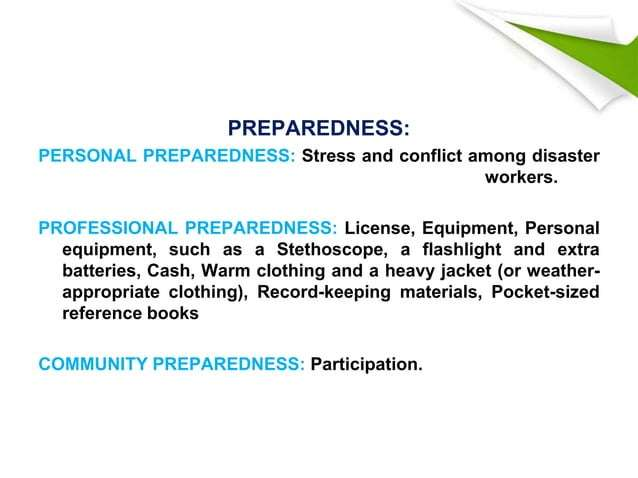 PREPAREDNESS:
PERSONAL PREPAREDNESS: Stress and conflict among disaster
workers.
PROFESSIONAL PREPAREDNESS: License, Equipment, Personal
equipment, such as a Stethoscope, a flashlight and extra
batteries, Cash, Warm clothing and a heavy jacket (or weather-
appropriate clothing), Record-keeping materials, Pocket-sized
reference books
COMMUNITY PREPAREDNESS: Participation.